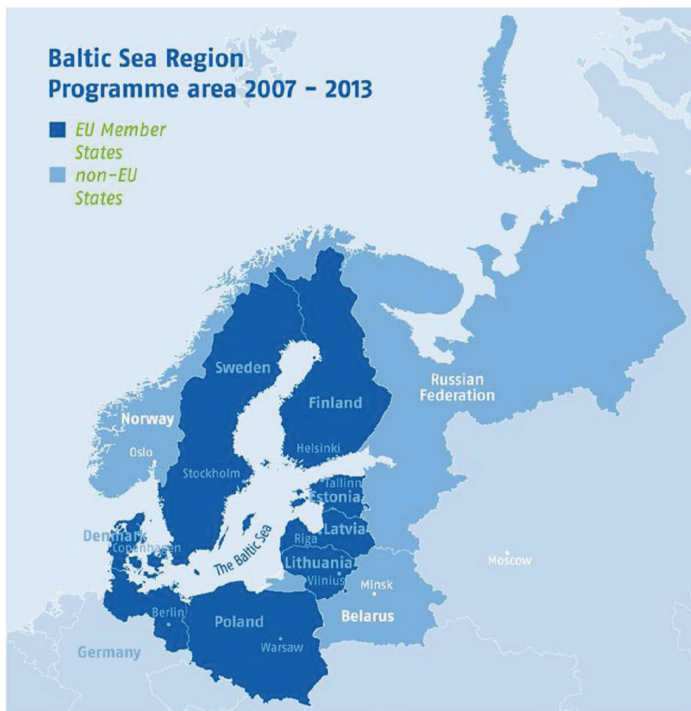 Baltic Sea Region
Programme area 2007 - 2013
EU Member
States
non-EU
States
Sweden
Finland
Russian
Federation
Norway
Oslo
Helsinki
Stockholm
Tallinn
Estonia
Denmark
Copenhagen
The Baltic Sea
Riga
Latvia
Lithuania
Vilnius
Moscow
Minsk
Belarus
Berlin
Poland
Germany
Warsaw